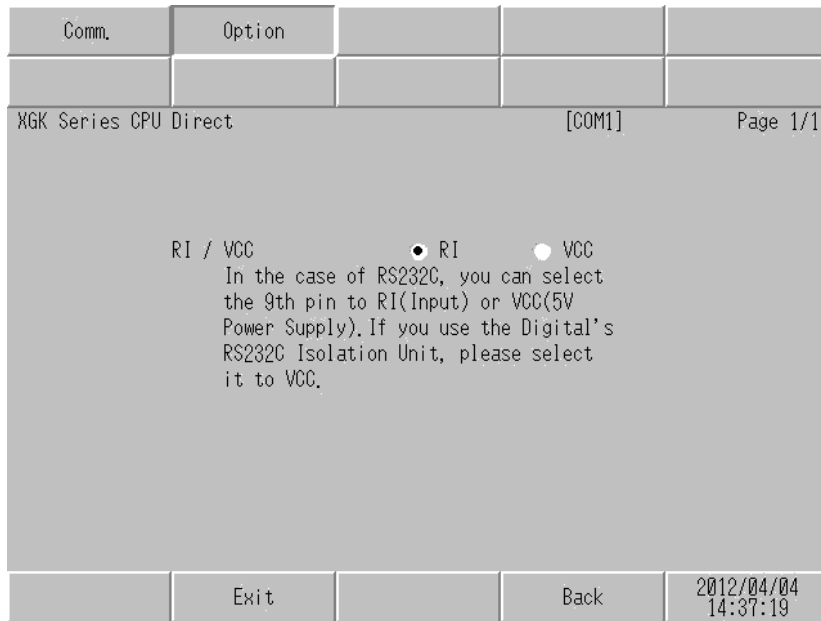 Comm. Option
XGK Series CPU Direct [COM1] Page 1/1
RI / VCC RI VCC
In the case of RS232C, you can select
the 9th pin to RI(Input) or VCC(5V
Power Supply).If you use the Digital's
RS232C Isolation Unit, please select
it to VCC.
Exit Back 2012/04/04
14:37:19